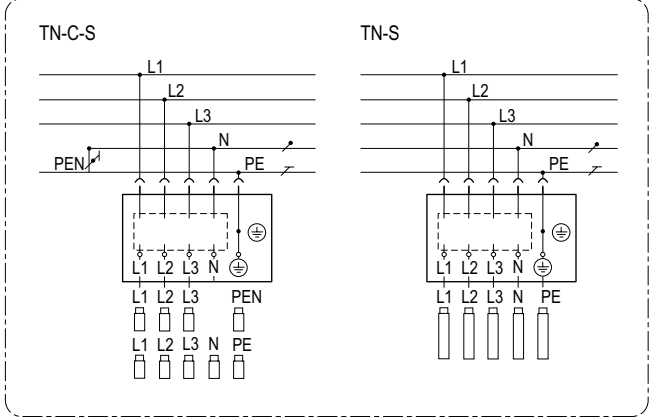 TN-C-S TN-S
L1 L1
L2 L2
L3 L3
N N
PEN PE PE
L1 L2 L3 N L1 L2 L3 N
L1 L2 L3 PEN L1 L2 L3 N PE
L1 L2 L3 N PE